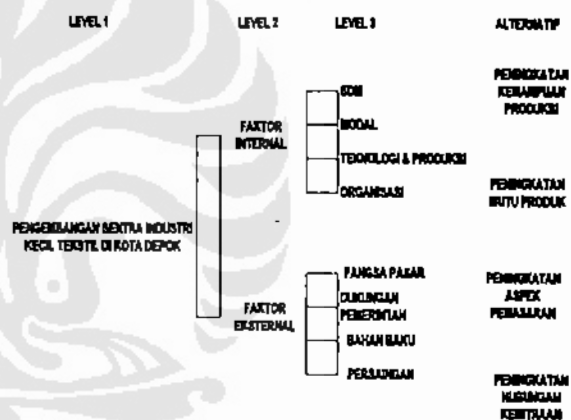 LEVEL 1
LEVEL 2
LEVEL 3
ALTERNATIF
PENGEMBANGAN SENTRA INDUSTRI
KECIL TEKSTIL DI KOTA DEPOK
FAKTOR
INTERNAL
FAKTOR
EKSTERNAL
SDM
MODAL
TEKNOLOGI & PRODUKSI
ORGANISASI
PANGSA PASAR
DUKUNGAN
PEMERINTAH
BAHAN BAKU
PERSAINGAN
PENINGKATAN
KEMAMPUAN
PRODUKSI
PENINGKATAN
MUTU PRODUK
PENINGKATAN
ASPEK
PEMASARAN
PENINGKATAN
HUBUNGAN
KEMITRAAN